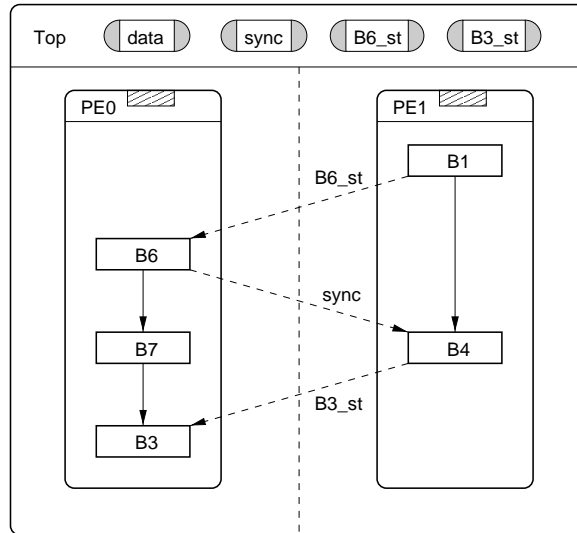 Top data sync B6_st B3_st
PE0 PE1
B1
B6_st
B6
sync
B7 B4
B3_st
B3